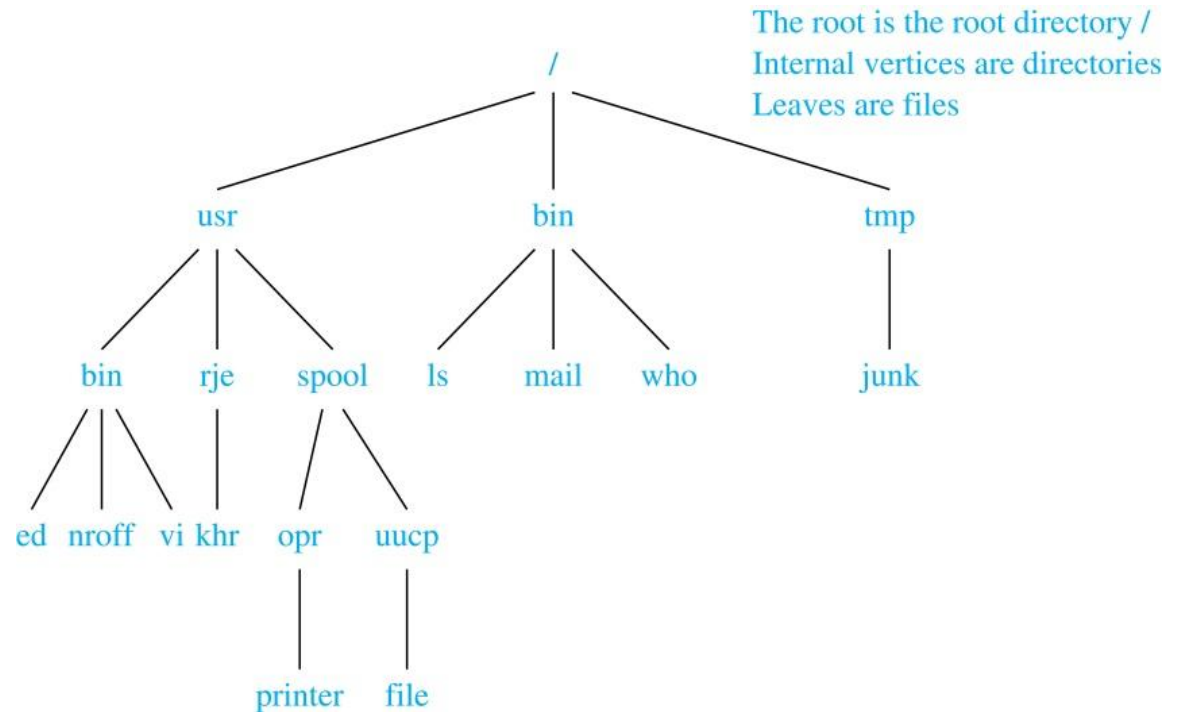 The root is the root directory /
Internal vertices are directories
Leaves are files
/
usr bin tmp
bin rje spool ls mail who junk
ed nroff vi khr opr uucp
printer file